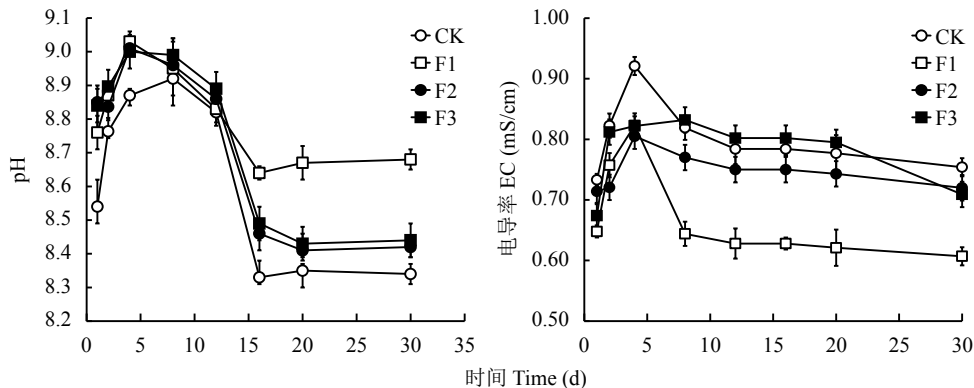 9.1
9.0
8.9
8.8
8.7
8.6
8.5
8.4
8.3
8.2
pH
0
5
10
15
20
25
30
35
CK
F1
F2
F3
1.00
0.90
0.80
0.70
0.60
0.50
电导率 EC (mS/cm)
0
5
10
15
20
25
30
CK
F1
F2
F3
时间 Time (d)